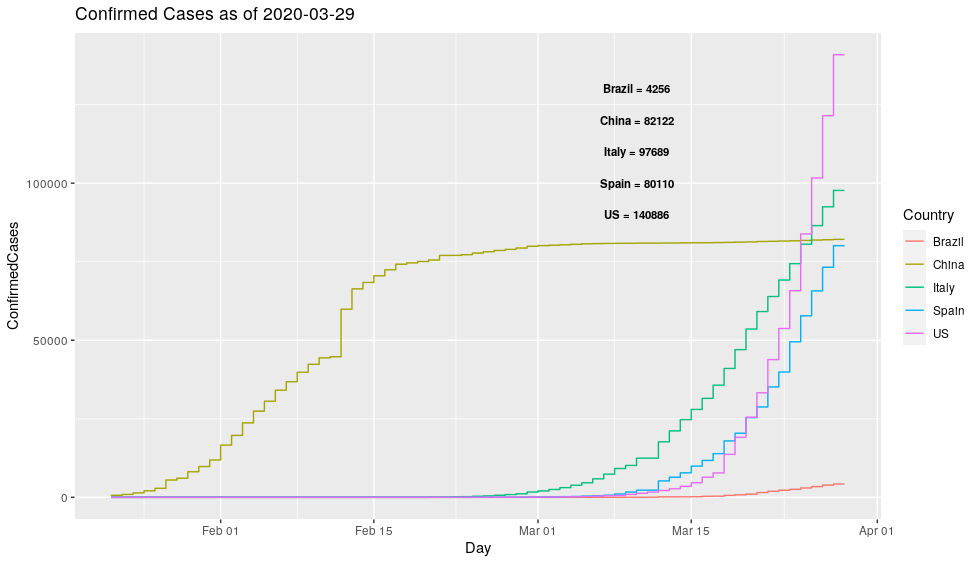 Confirmed Cases as of 2020-03-29
Brazil = 4256
China = 82122
Italy = 97689
Spain = 80110
US = 140886
ConfirmedCases
100000
50000
0
Feb 01
Feb 15
Mar 01
Mar 15
Apr 01
Day
Country
Brazil
China
Italy
Spain
US